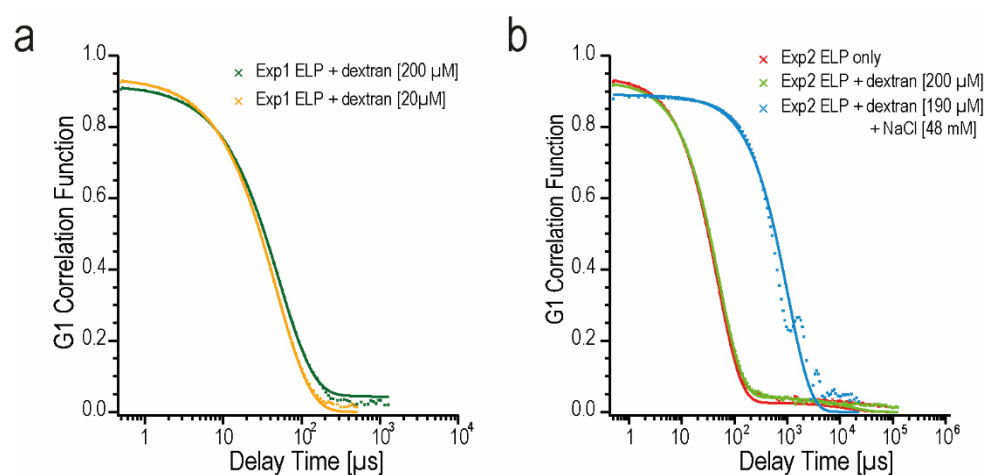 a
1.0
0.8
0.6
0.4
0.2
0.0
G1 Correlation Function
× Exp1 ELP + dextran [200 µM]
× Exp1 ELP + dextran [20µM]
1 10 10² 10³ 10⁴
Delay Time [µs]
b
1.0
0.8
0.6
0.4
0.2
0.0
G1 Correlation Function
× Exp2 ELP only
× Exp2 ELP + dextran [200 µM]
× Exp2 ELP + dextran [190 µM]
+ NaCl [48 mM]
1 10 10² 10³ 10⁴ 10⁵ 10⁶
Delay Time [µs]